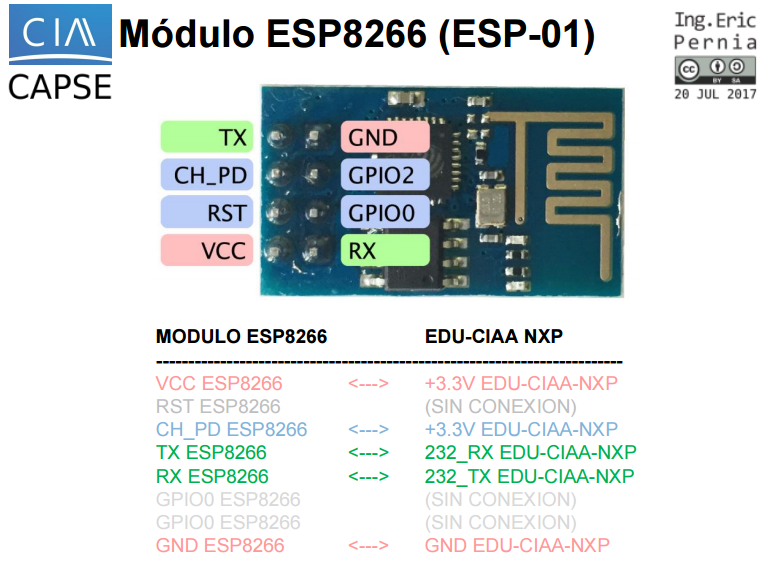 CIAA
CAPSE
Módulo ESP8266 (ESP-01)
Ing.Eric
Pernia
cc BY SA
20 JUL 2017
TX GND
CH_PD GPIO2
RST GPIO0
VCC RX
MODULO ESP8266 EDU-CIAA NXP
--------------------------------------------------------------------------
VCC ESP8266 <---> +3.3V EDU-CIAA-NXP
RST ESP8266 (SIN CONEXION)
CH_PD ESP8266 <---> +3.3V EDU-CIAA-NXP
TX ESP8266 <---> 232_RX EDU-CIAA-NXP
RX ESP8266 <---> 232_TX EDU-CIAA-NXP
GPIO0 ESP8266 (SIN CONEXION)
GPIO0 ESP8266 (SIN CONEXION)
GND ESP8266 <---> GND EDU-CIAA-NXP